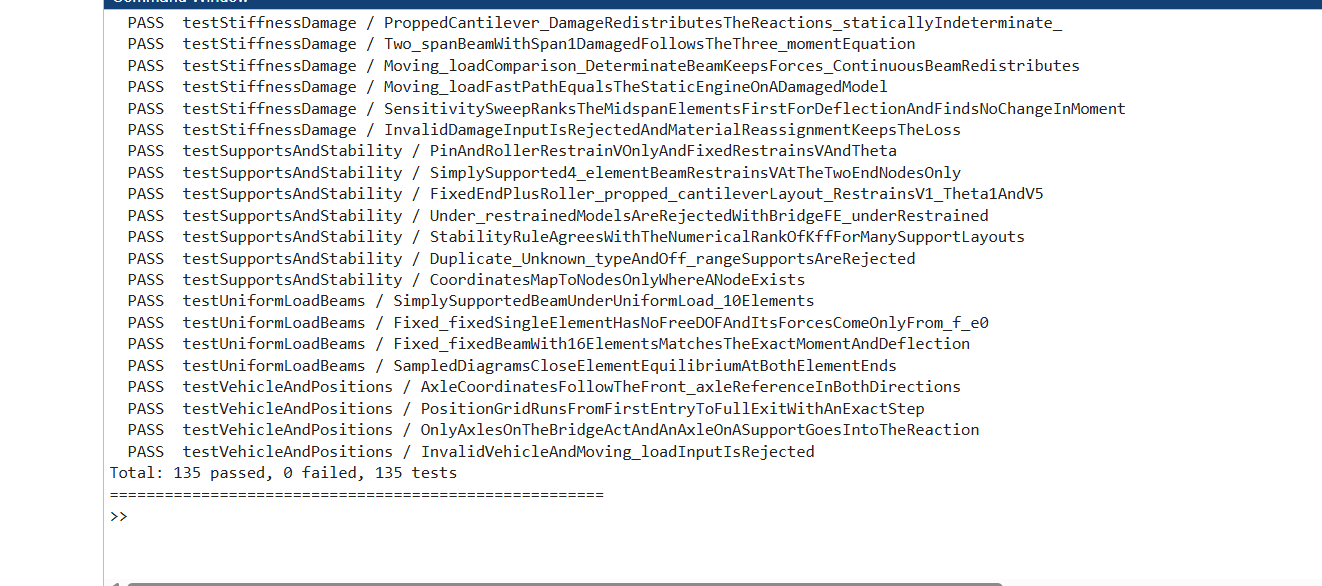 Command Window
PASS testStiffnessDamage / ProppedCantilever_DamageRedistributesTheReactions_staticallyIndeterminate_
PASS testStiffnessDamage / Two_spanBeamWithSpan1DamagedFollowsTheThree_momentEquation
PASS testStiffnessDamage / Moving_loadComparison_DeterminateBeamKeepsForces_ContinuousBeamRedistributes
PASS testStiffnessDamage / Moving_loadFastPathEqualsTheStaticEngineOnADamagedModel
PASS testStiffnessDamage / SensitivitySweepRanksTheMidspanElementsFirstForDeflectionAndFindsNoChangeInMoment
PASS testStiffnessDamage / InvalidDamageInputIsRejectedAndMaterialReassignmentKeepsTheLoss
PASS testSupportsAndStability / PinAndRollerRestrainVOnlyAndFixedRestrainsVAndTheta
PASS testSupportsAndStability / SimplySupported4_elementBeamRestrainsVAtTheTwoEndNodesOnly
PASS testSupportsAndStability / FixedEndPlusRoller_propped_cantileverLayout_RestrainsV1_Theta1AndV5
PASS testSupportsAndStability / Under_restrainedModelsAreRejectedWithBridgeFE_underRestrained
PASS testSupportsAndStability / StabilityRuleAgreesWithTheNumericalRankOfKffForManySupportLayouts
PASS testSupportsAndStability / Duplicate_Unknown_typeAndOff_rangeSupportsAreRejected
PASS testSupportsAndStability / CoordinatesMapToNodesOnlyWhereANodeExists
PASS testUniformLoadBeams / SimplySupportedBeamUnderUniformLoad_10Elements
PASS testUniformLoadBeams / Fixed_fixedSingleElementHasNoFreeDOFAndItsForcesComeOnlyFrom_f_e0
PASS testUniformLoadBeams / Fixed_fixedBeamWith16ElementsMatchesTheExactMomentAndDeflection
PASS testUniformLoadBeams / SampledDiagramsCloseElementEquilibriumAtBothElementEnds
PASS testVehicleAndPositions / AxleCoordinatesFollowTheFront_axleReferenceInBothDirections
PASS testVehicleAndPositions / PositionGridRunsFromFirstEntryToFullExitWithAnExactStep
PASS testVehicleAndPositions / OnlyAxlesOnTheBridgeActAndAnAxleOnASupportGoesIntoTheReaction
PASS testVehicleAndPositions / InvalidVehicleAndMoving_loadInputIsRejected
Total: 135 passed, 0 failed, 135 tests
======================================================
>>